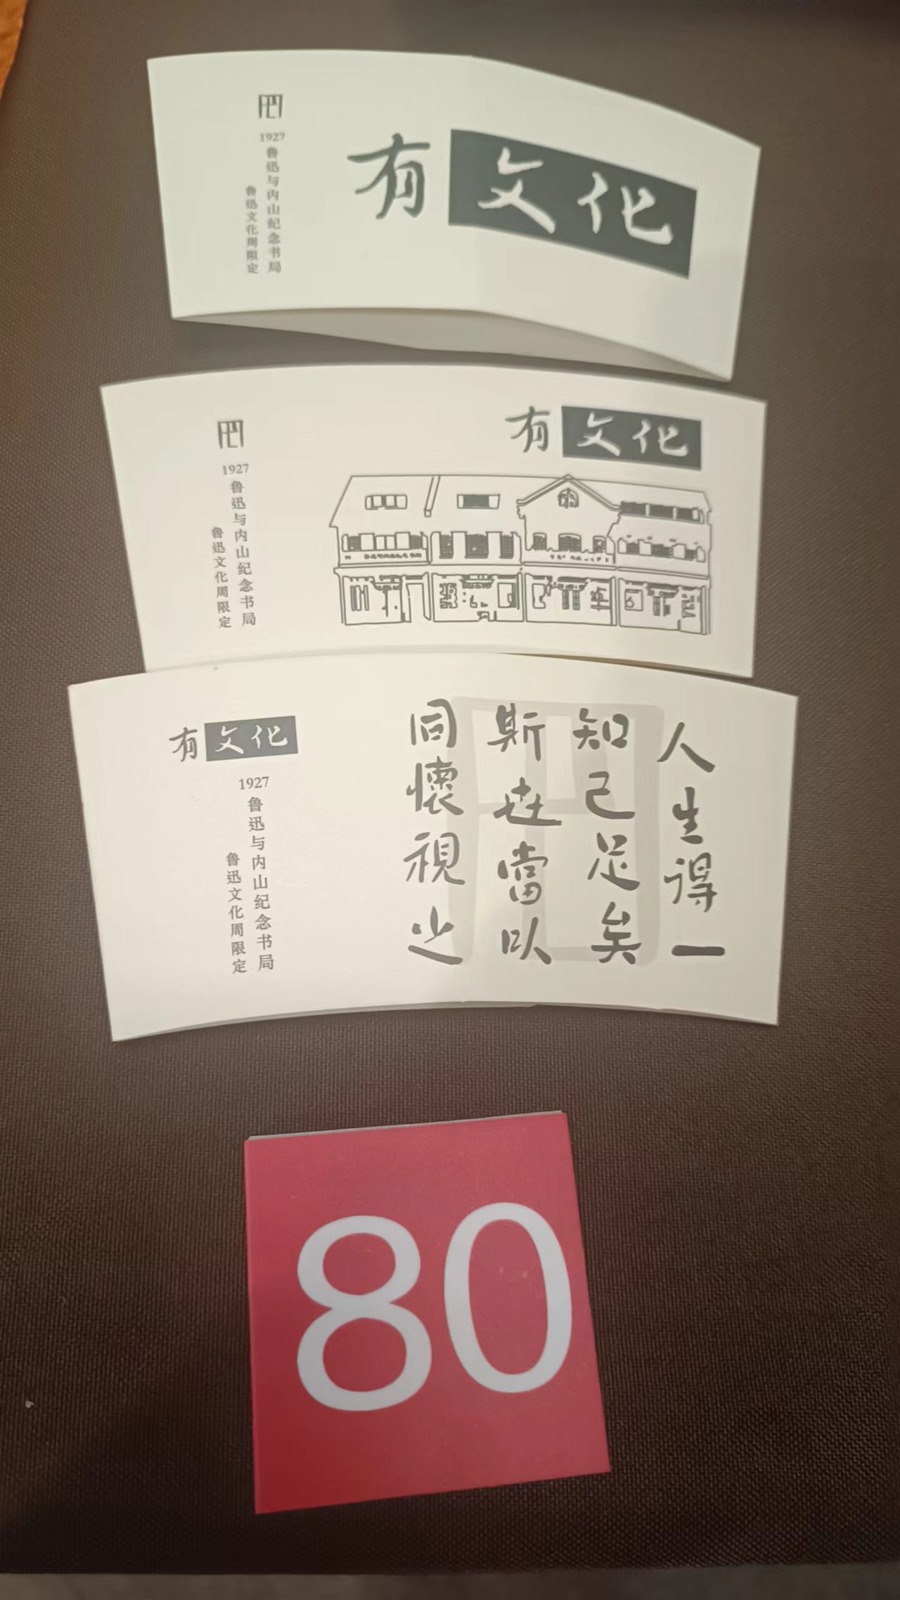 1927
鲁迅与内山纪念书局
鲁迅文化周限定
有文化
有文化
1927
鲁迅与内山纪念书局
鲁迅文化周限定
有文化
1927
鲁迅与内山纪念书局
鲁迅文化周限定
人生得一
知己足矣
斯世當以
同懷視之
80